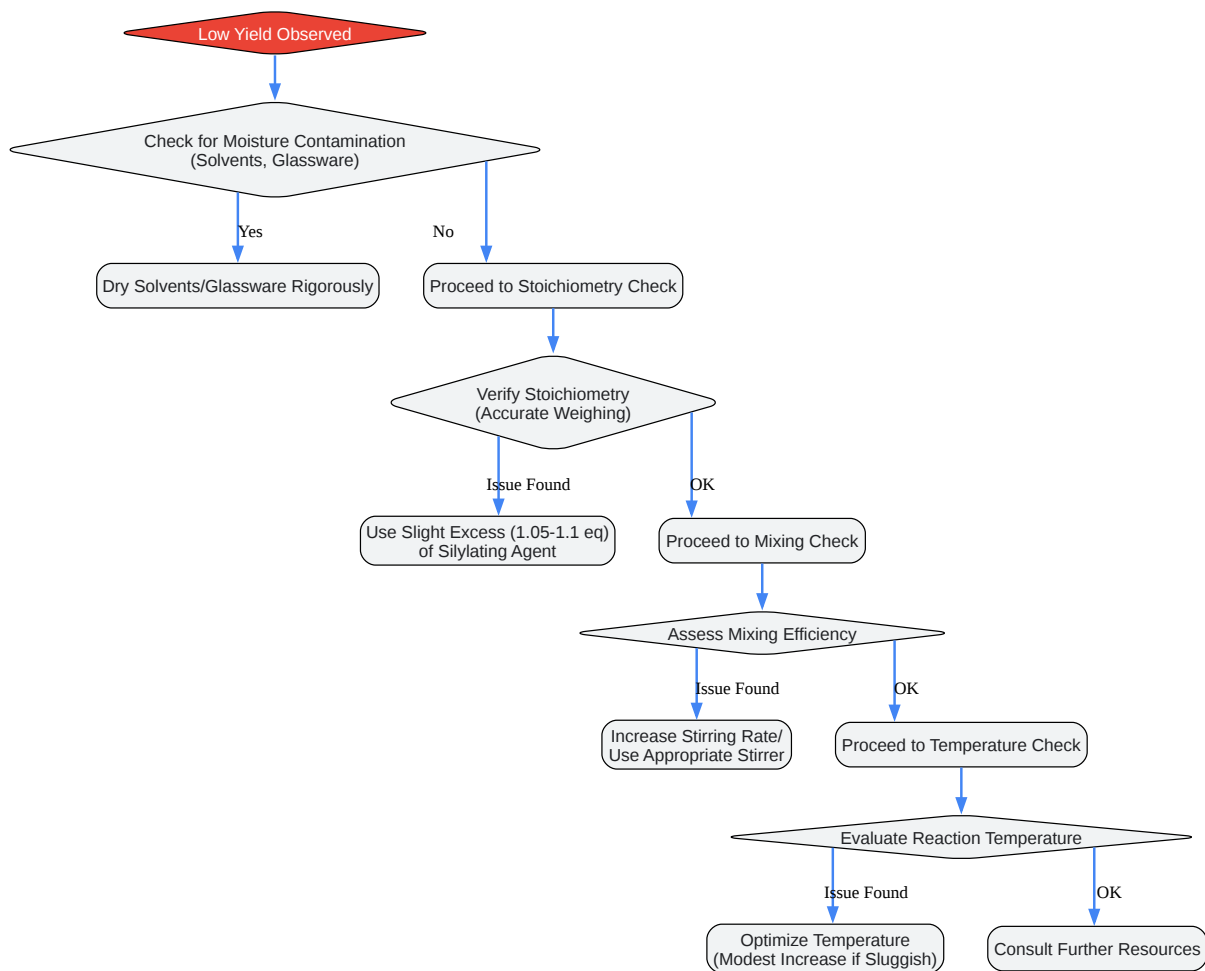 Low Yield Observed
Check for Moisture Contamination
(Solvents, Glassware)
Yes
No
Dry Solvents/Glassware Rigorously
Proceed to Stoichiometry Check
Verify Stoichiometry
(Accurate Weighing)
Issue Found
OK
Use Slight Excess (1.05-1.1 eq)
of Silylating Agent
Proceed to Mixing Check
Assess Mixing Efficiency
Issue Found
OK
Increase Stirring Rate/
Use Appropriate Stirrer
Proceed to Temperature Check
Evaluate Reaction Temperature
Issue Found
OK
Optimize Temperature
(Modest Increase if Sluggish)
Consult Further Resources